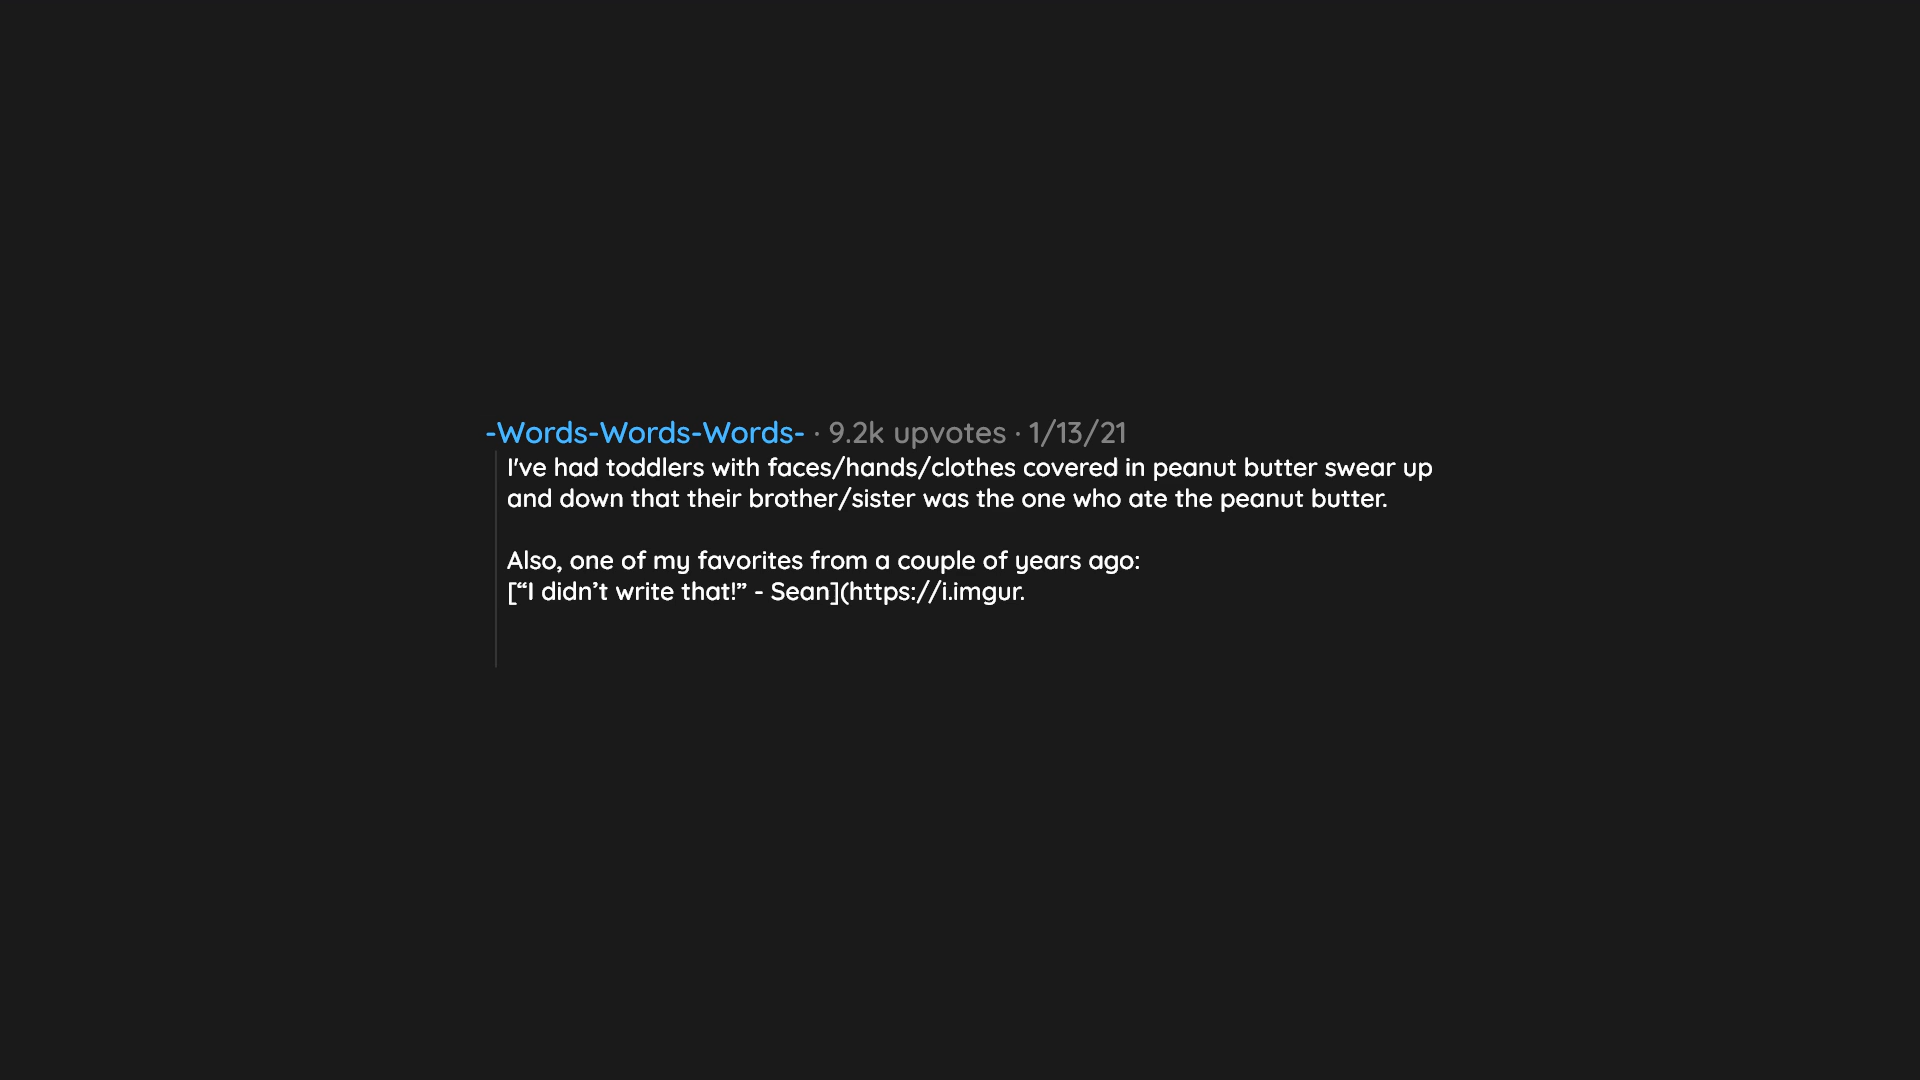 -Words-Words-Words- · 9.2k upvotes · 1/13/21
I've had toddlers with faces/hands/clothes covered in peanut butter swear up
and down that their brother/sister was the one who ate the peanut butter.
Also, one of my favorites from a couple of years ago:
[“I didn’t write that!” - Sean](https://i.imgur.